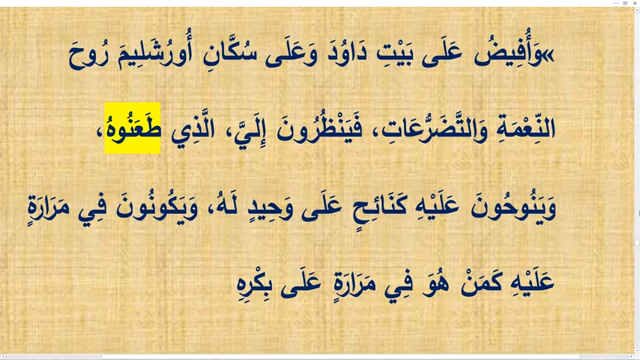 «وَأُفِيضُ عَلَى بَيْتِ دَاوُدَ وَعَلَى سُكَّانِ أُورُشَلِيمَ رُوحَ
النِّعْمَةِ وَالتَّضَرُّعَاتِ، فَيَنْظُرُونَ إِلَيَّ، الَّذِي طَعَنُوهُ،
وَيَنُوحُونَ عَلَيْهِ كَنَائِحٍ عَلَى وَحِيدٍ لَهُ، وَيَكُونُونَ فِي مَرَارَةٍ
عَلَيْهِ كَمَنْ هُوَ فِي مَرَارَةٍ عَلَى بِكْرِهِ